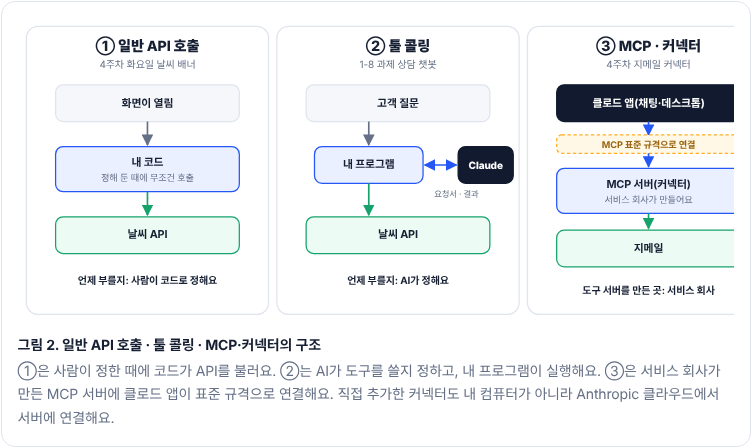 ① 일반 API 호출
4주차 화요일 날씨 배너
화면이 열림
내 코드
정해 둔 때에 무조건 호출
날씨 API
언제 부를지: 사람이 코드로 정해요
② 툴 콜링
1-8 과제 상담 챗봇
고객 질문
내 프로그램
Claude
요청서 · 결과
날씨 API
언제 부를지: AI가 정해요
③ MCP · 커넥터
4주차 지메일 커넥터
클로드 앱(채팅·데스크톱)
MCP 표준 규격으로 연결
MCP 서버(커넥터)
서비스 회사가 만들어요
지메일
도구 서버를 만든 곳: 서비스 회사
그림 2. 일반 API 호출 · 툴 콜링 · MCP·커넥터의 구조
①은 사람이 정한 때에 코드가 API를 불러요. ②는 AI가 도구를 쓸지 정하고, 내 프로그램이 실행해요. ③은 서비스 회사가
만든 MCP 서버에 클로드 앱이 표준 규격으로 연결해요. 직접 추가한 커넥터도 내 컴퓨터가 아니라 Anthropic 클라우드에서
서버에 연결해요.